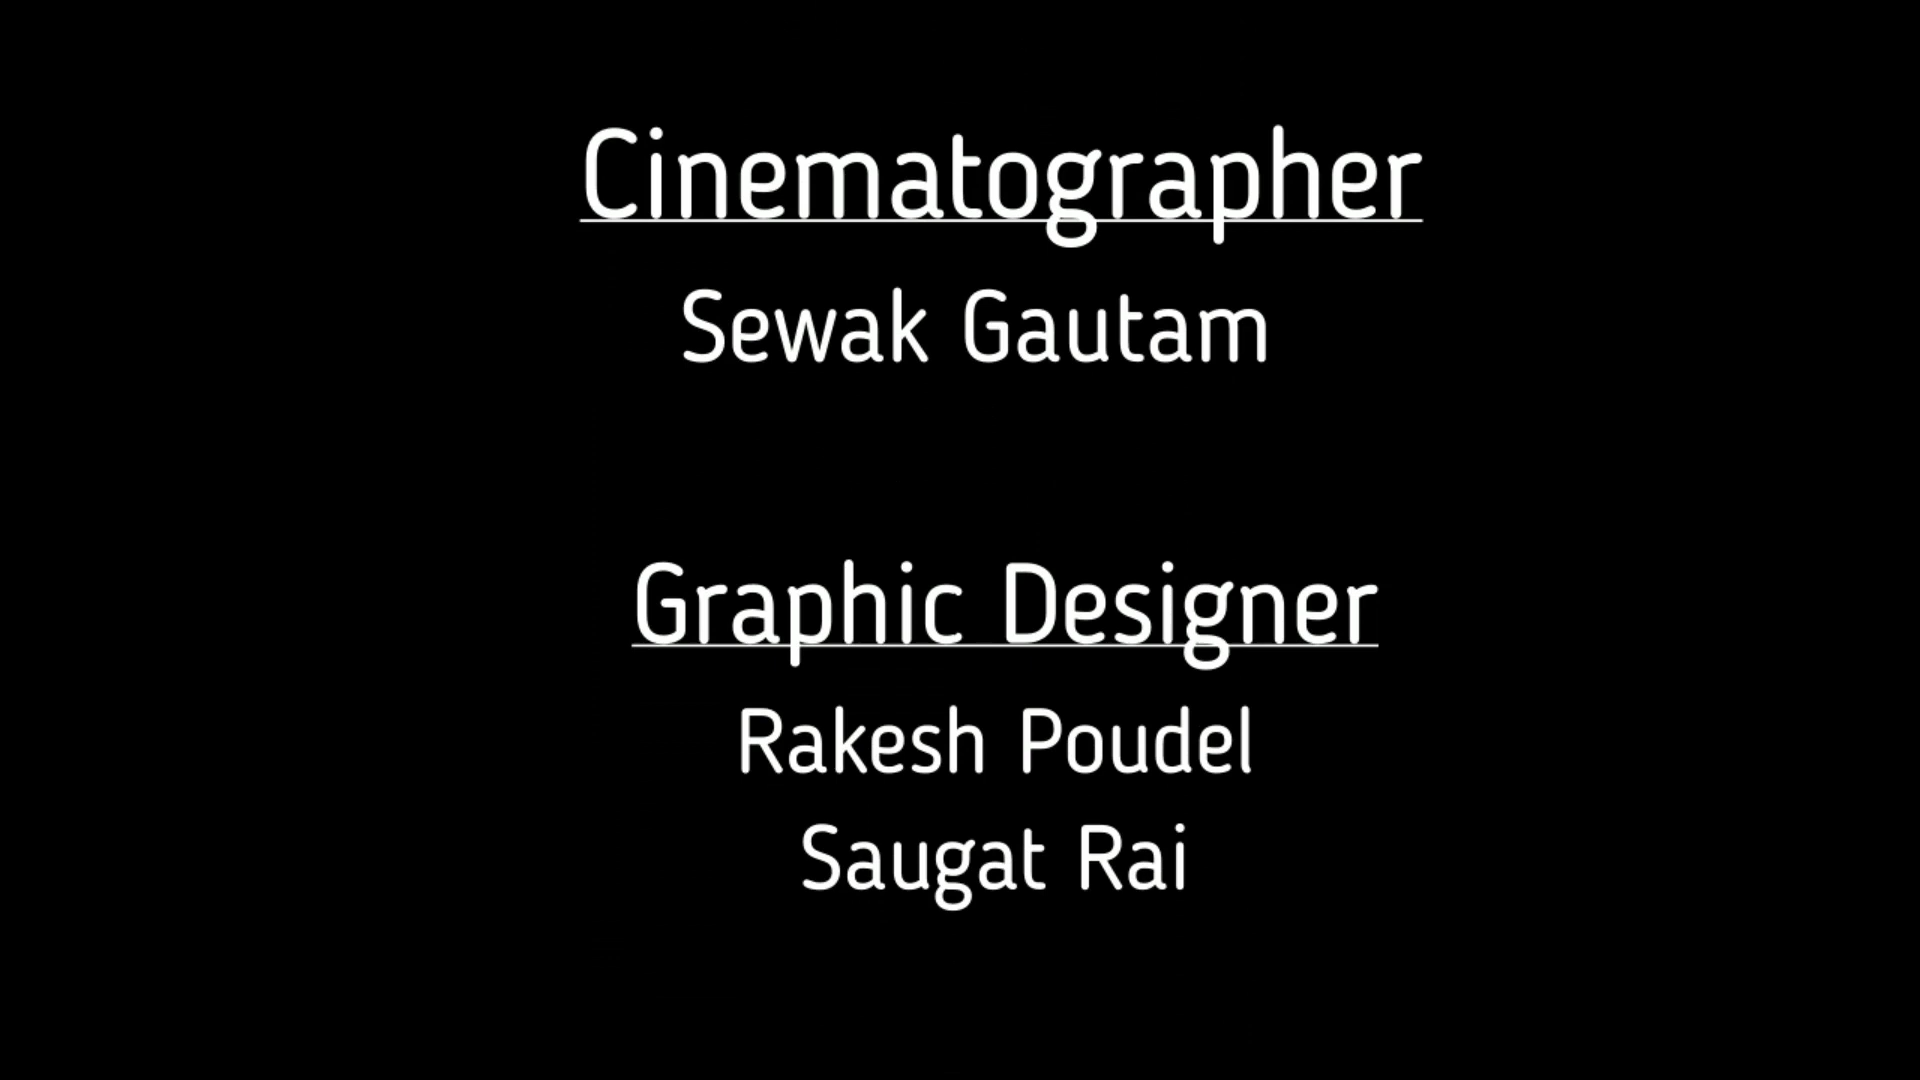 Cinematographer
Sewak Gautam
Graphic Designer
Rakesh Poudel
Saugat Rai